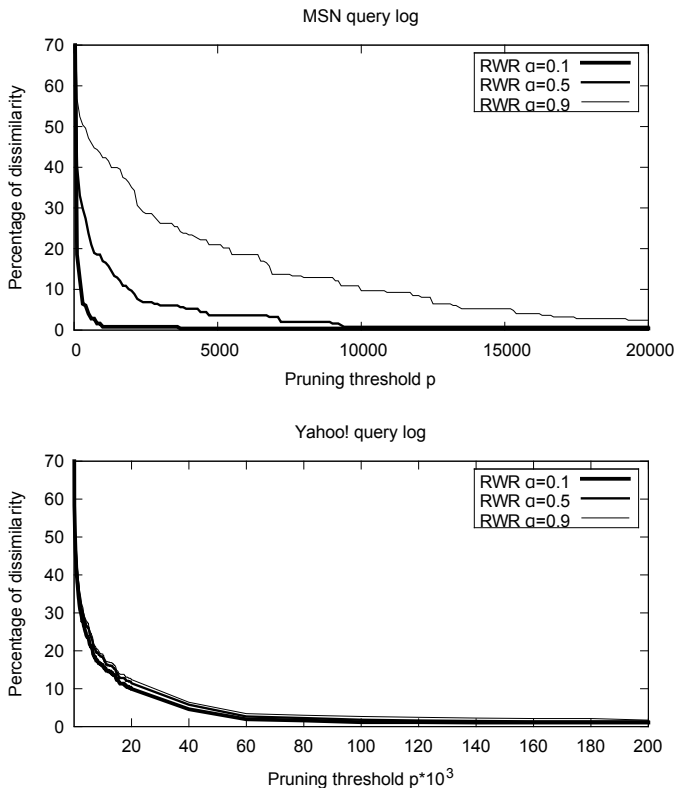 MSN query log
70
60
50
40
30
20
10
0
Percentage of dissimilarity
RWR α=0.1
RWR α=0.5
RWR α=0.9
0 5000 10000 15000 20000
Pruning threshold p
Yahoo! query log
70
60
50
40
30
20
10
0
Percentage of dissimilarity
RWR α=0.1
RWR α=0.5
RWR α=0.9
20 40 60 80 100 120 140 160 180 200
Pruning threshold p*10³